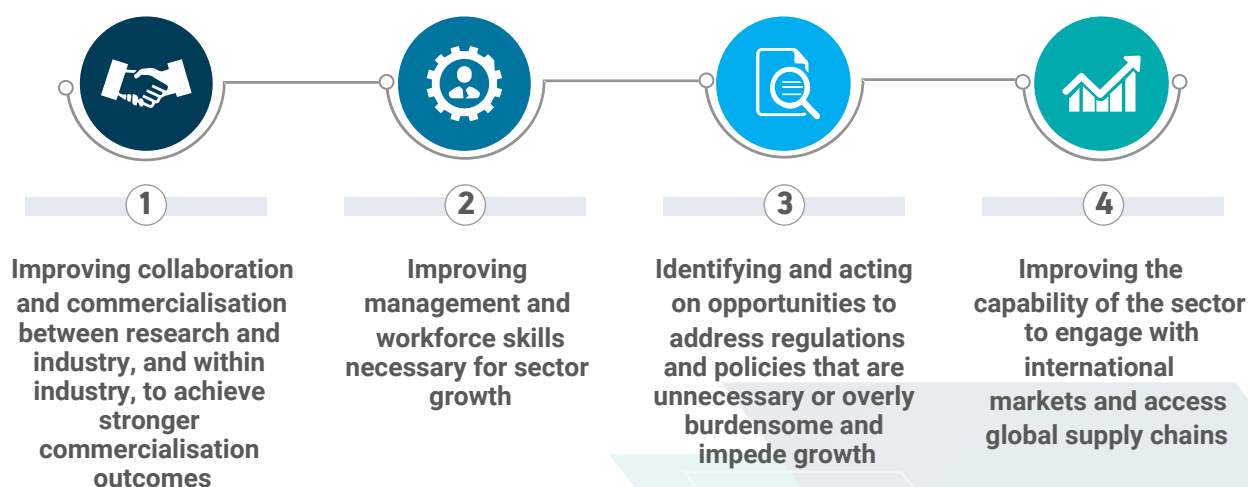 1
Improving collaboration
and commercialisation
between research and
industry, and within
industry, to achieve
stronger
commercialisation
outcomes
2
Improving
management and
workforce skills
necessary for sector
growth
3
Identifying and acting
on opportunities to
address regulations
and policies that are
unnecessary or overly
burdensome and
impede growth
4
Improving the
capability of the sector
to engage with
international
markets and access
global supply chains